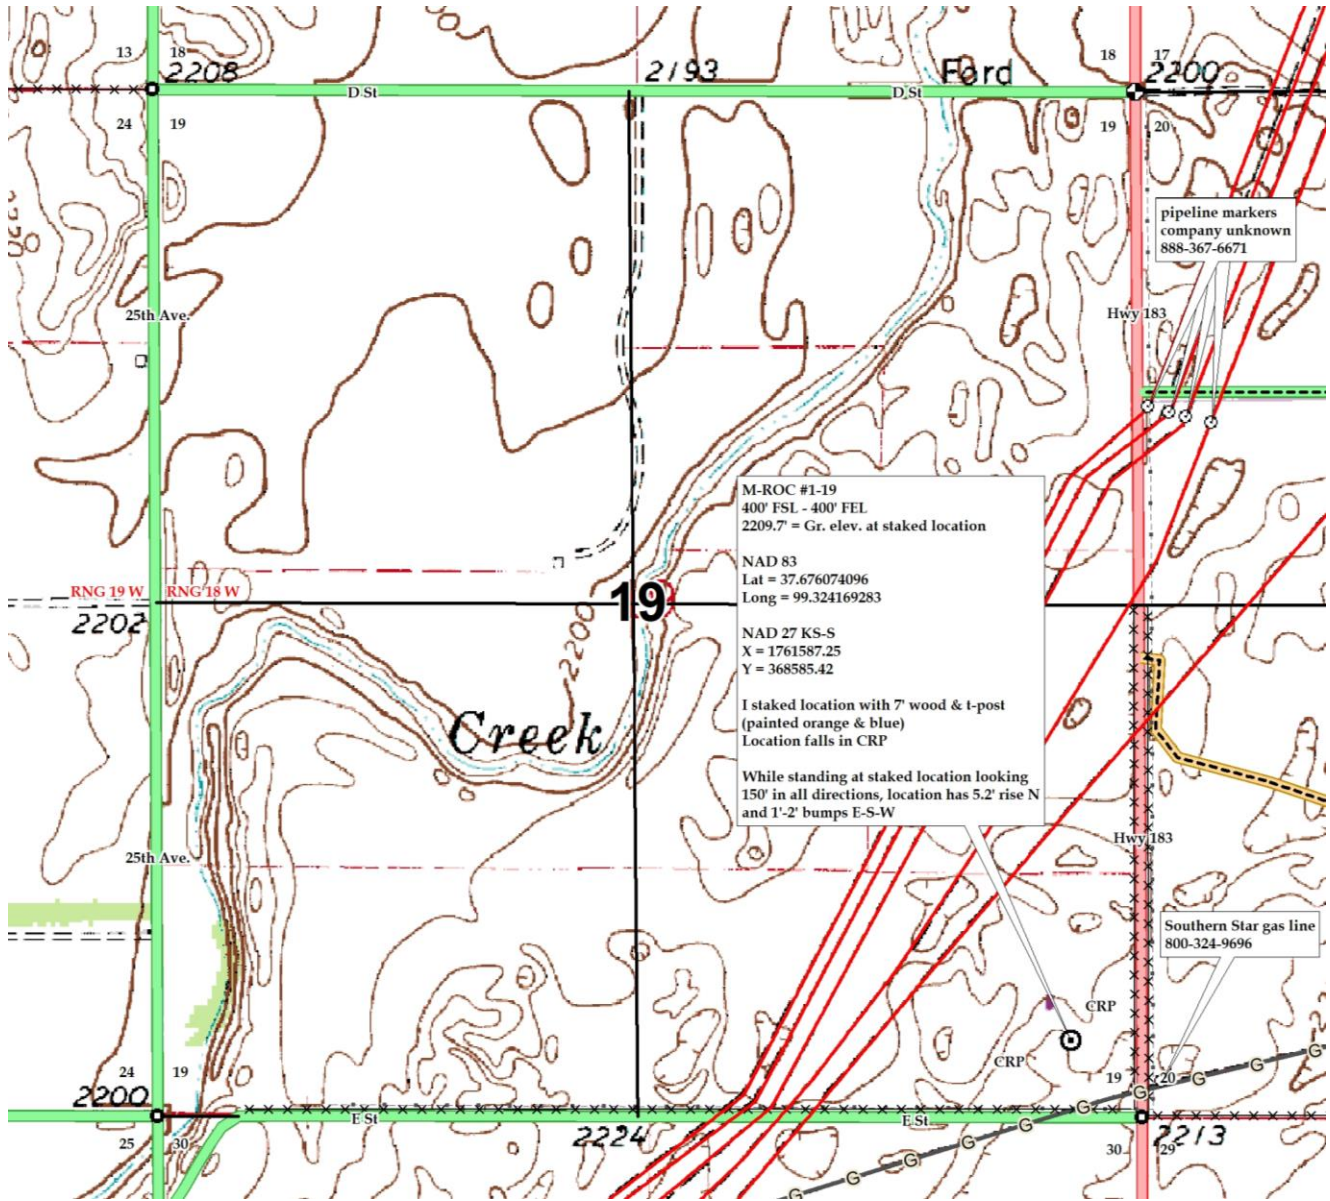 13
18
18
17
2208
2193
Ford
2200
D St
D St
24
19
19
20
pipeline markers
company unknown
888-367-6671
25th Ave.
Hwy 183
M-ROC #1-19
400' FSL - 400' FEL
2209.7' = Gr. elev. at staked location
NAD 83
Lat = 37.676074096
Long = 99.324169283
NAD 27 KS-S
X = 1761587.25
Y = 368585.42
I staked location with 7' wood & t-post
(painted orange & blue)
Location falls in CRP
While standing at staked location looking
150' in all directions, location has 5.2' rise N
and 1'-2' bumps E-S-W
RNG 19 W
RNG 18 W
19
2202
2200
Creek
Hwy 183
25th Ave.
Southern Star gas line
800-324-9696
CRP
CRP
24
19
19
20
2200
E St
E St
2224
2213
25
30
30
29
G
G
G
G
G
G
G
G
G
G